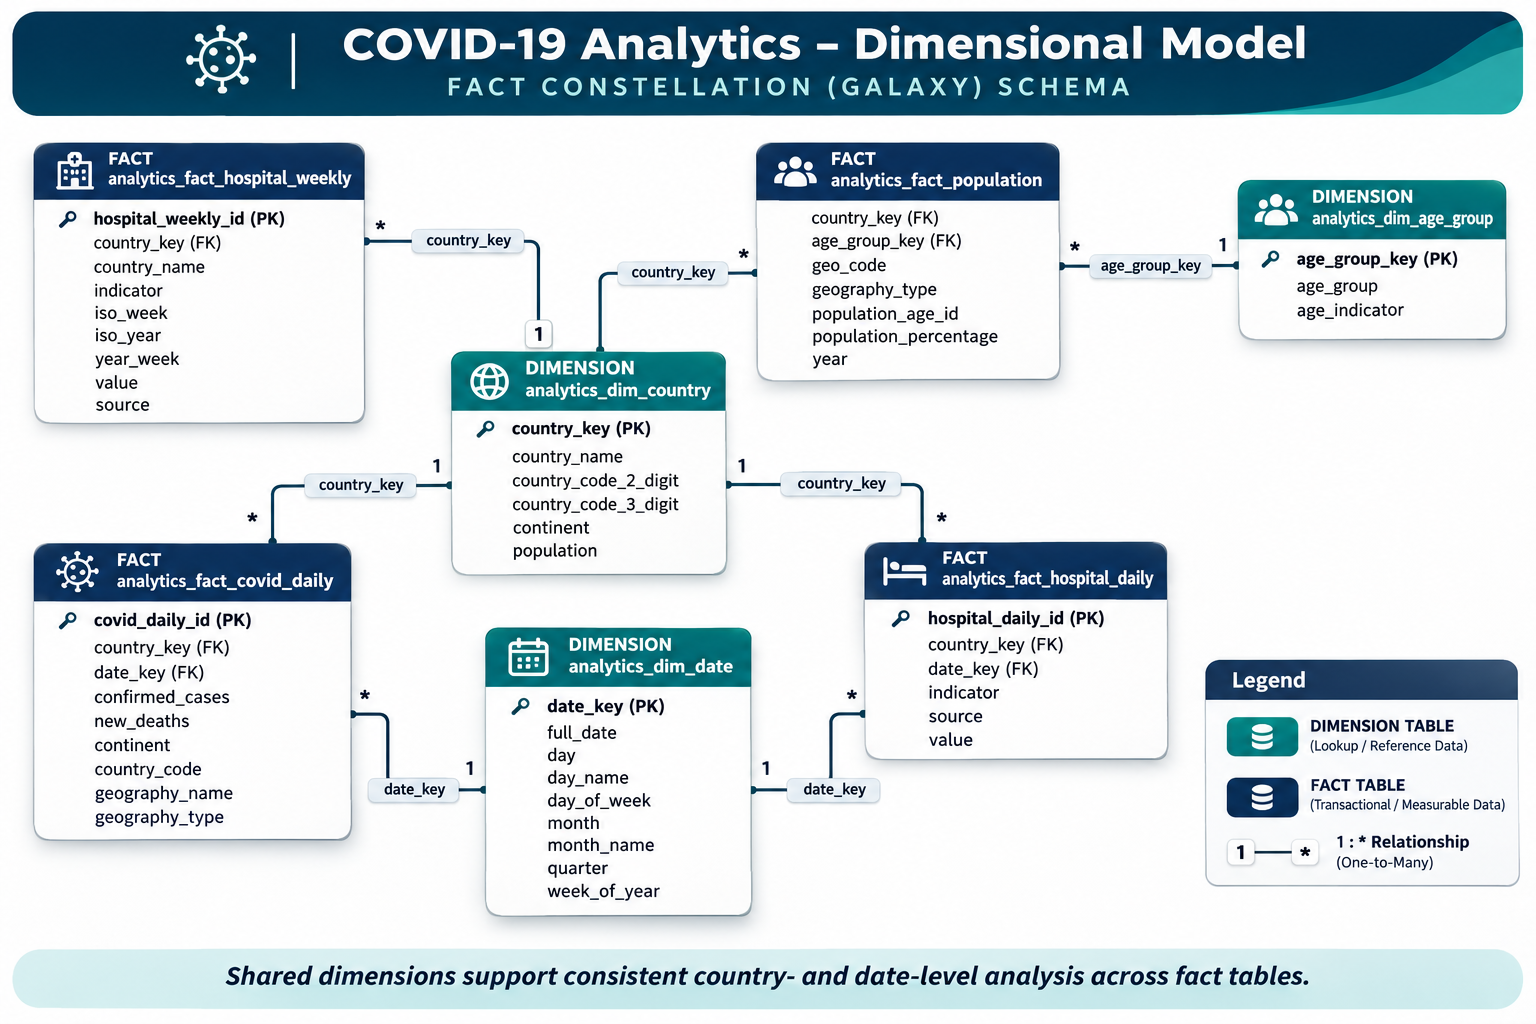 COVID-19 Analytics – Dimensional Model
FACT CONSTELLATION (GALAXY) SCHEMA
FACT
analytics_fact_hospital_weekly
hospital_weekly_id (PK)
country_key (FK)
country_name
indicator
iso_week
iso_year
year_week
value
source
*
country_key
1
FACT
analytics_fact_population
country_key (FK)
age_group_key (FK)
geo_code
geography_type
population_age_id
population_percentage
year
*
country_key
*
age_group_key
1
DIMENSION
analytics_dim_age_group
age_group_key (PK)
age_group
age_indicator
DIMENSION
analytics_dim_country
country_key (PK)
country_name
country_code_2_digit
country_code_3_digit
continent
population
1
country_key
*
1
country_key
*
FACT
analytics_fact_covid_daily
covid_daily_id (PK)
country_key (FK)
date_key (FK)
confirmed_cases
new_deaths
continent
country_code
geography_name
geography_type
*
date_key
1
DIMENSION
analytics_dim_date
date_key (PK)
full_date
day
day_name
day_of_week
month
month_name
quarter
week_of_year
1
date_key
*
FACT
analytics_fact_hospital_daily
hospital_daily_id (PK)
country_key (FK)
date_key (FK)
indicator
source
value
Legend
DIMENSION TABLE
(Lookup / Reference Data)
FACT TABLE
(Transactional / Measurable Data)
1
*
1 : * Relationship
(One-to-Many)
Shared dimensions support consistent country- and date-level analysis across fact tables.